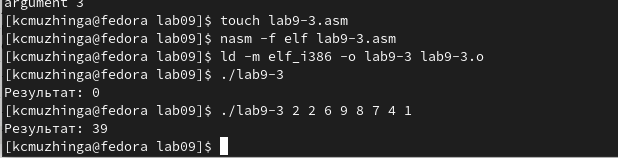 argument 3
[kcmuzhinga@fedora lab09]$ touch lab9-3.asm
[kcmuzhinga@fedora lab09]$ nasm -f elf lab9-3.asm
[kcmuzhinga@fedora lab09]$ ld -m elf_i386 -o lab9-3 lab9-3.o
[kcmuzhinga@fedora lab09]$ ./lab9-3
Результат: 0
[kcmuzhinga@fedora lab09]$ ./lab9-3 2 2 6 9 8 7 4 1
Результат: 39
[kcmuzhinga@fedora lab09]$